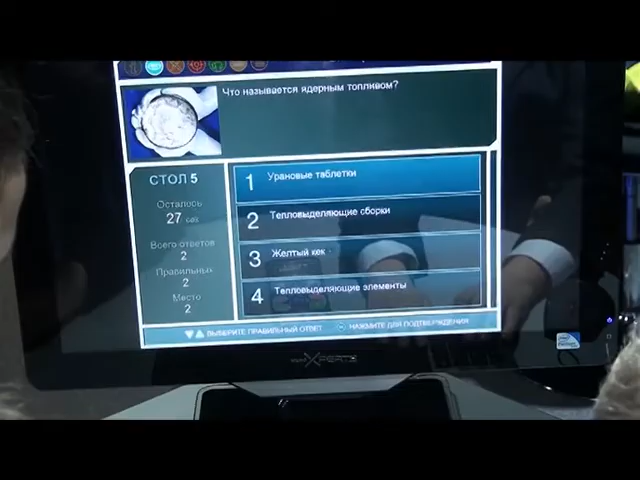 Что называется ядерным топливом?
СТОЛ 5
Осталось
27 сек
Всего ответов
2
Правильных
2
Место
2
1 Урановые таблетки
2 Тепловыделяющие сборки
3 Желтый кек
4 Тепловыделяющие элементы
ВЫБЕРИТЕ ПРАВИЛЬНЫЙ ОТВЕТ
НАЖМИТЕ ДЛЯ ПОДТВЕРЖДЕНИЯ